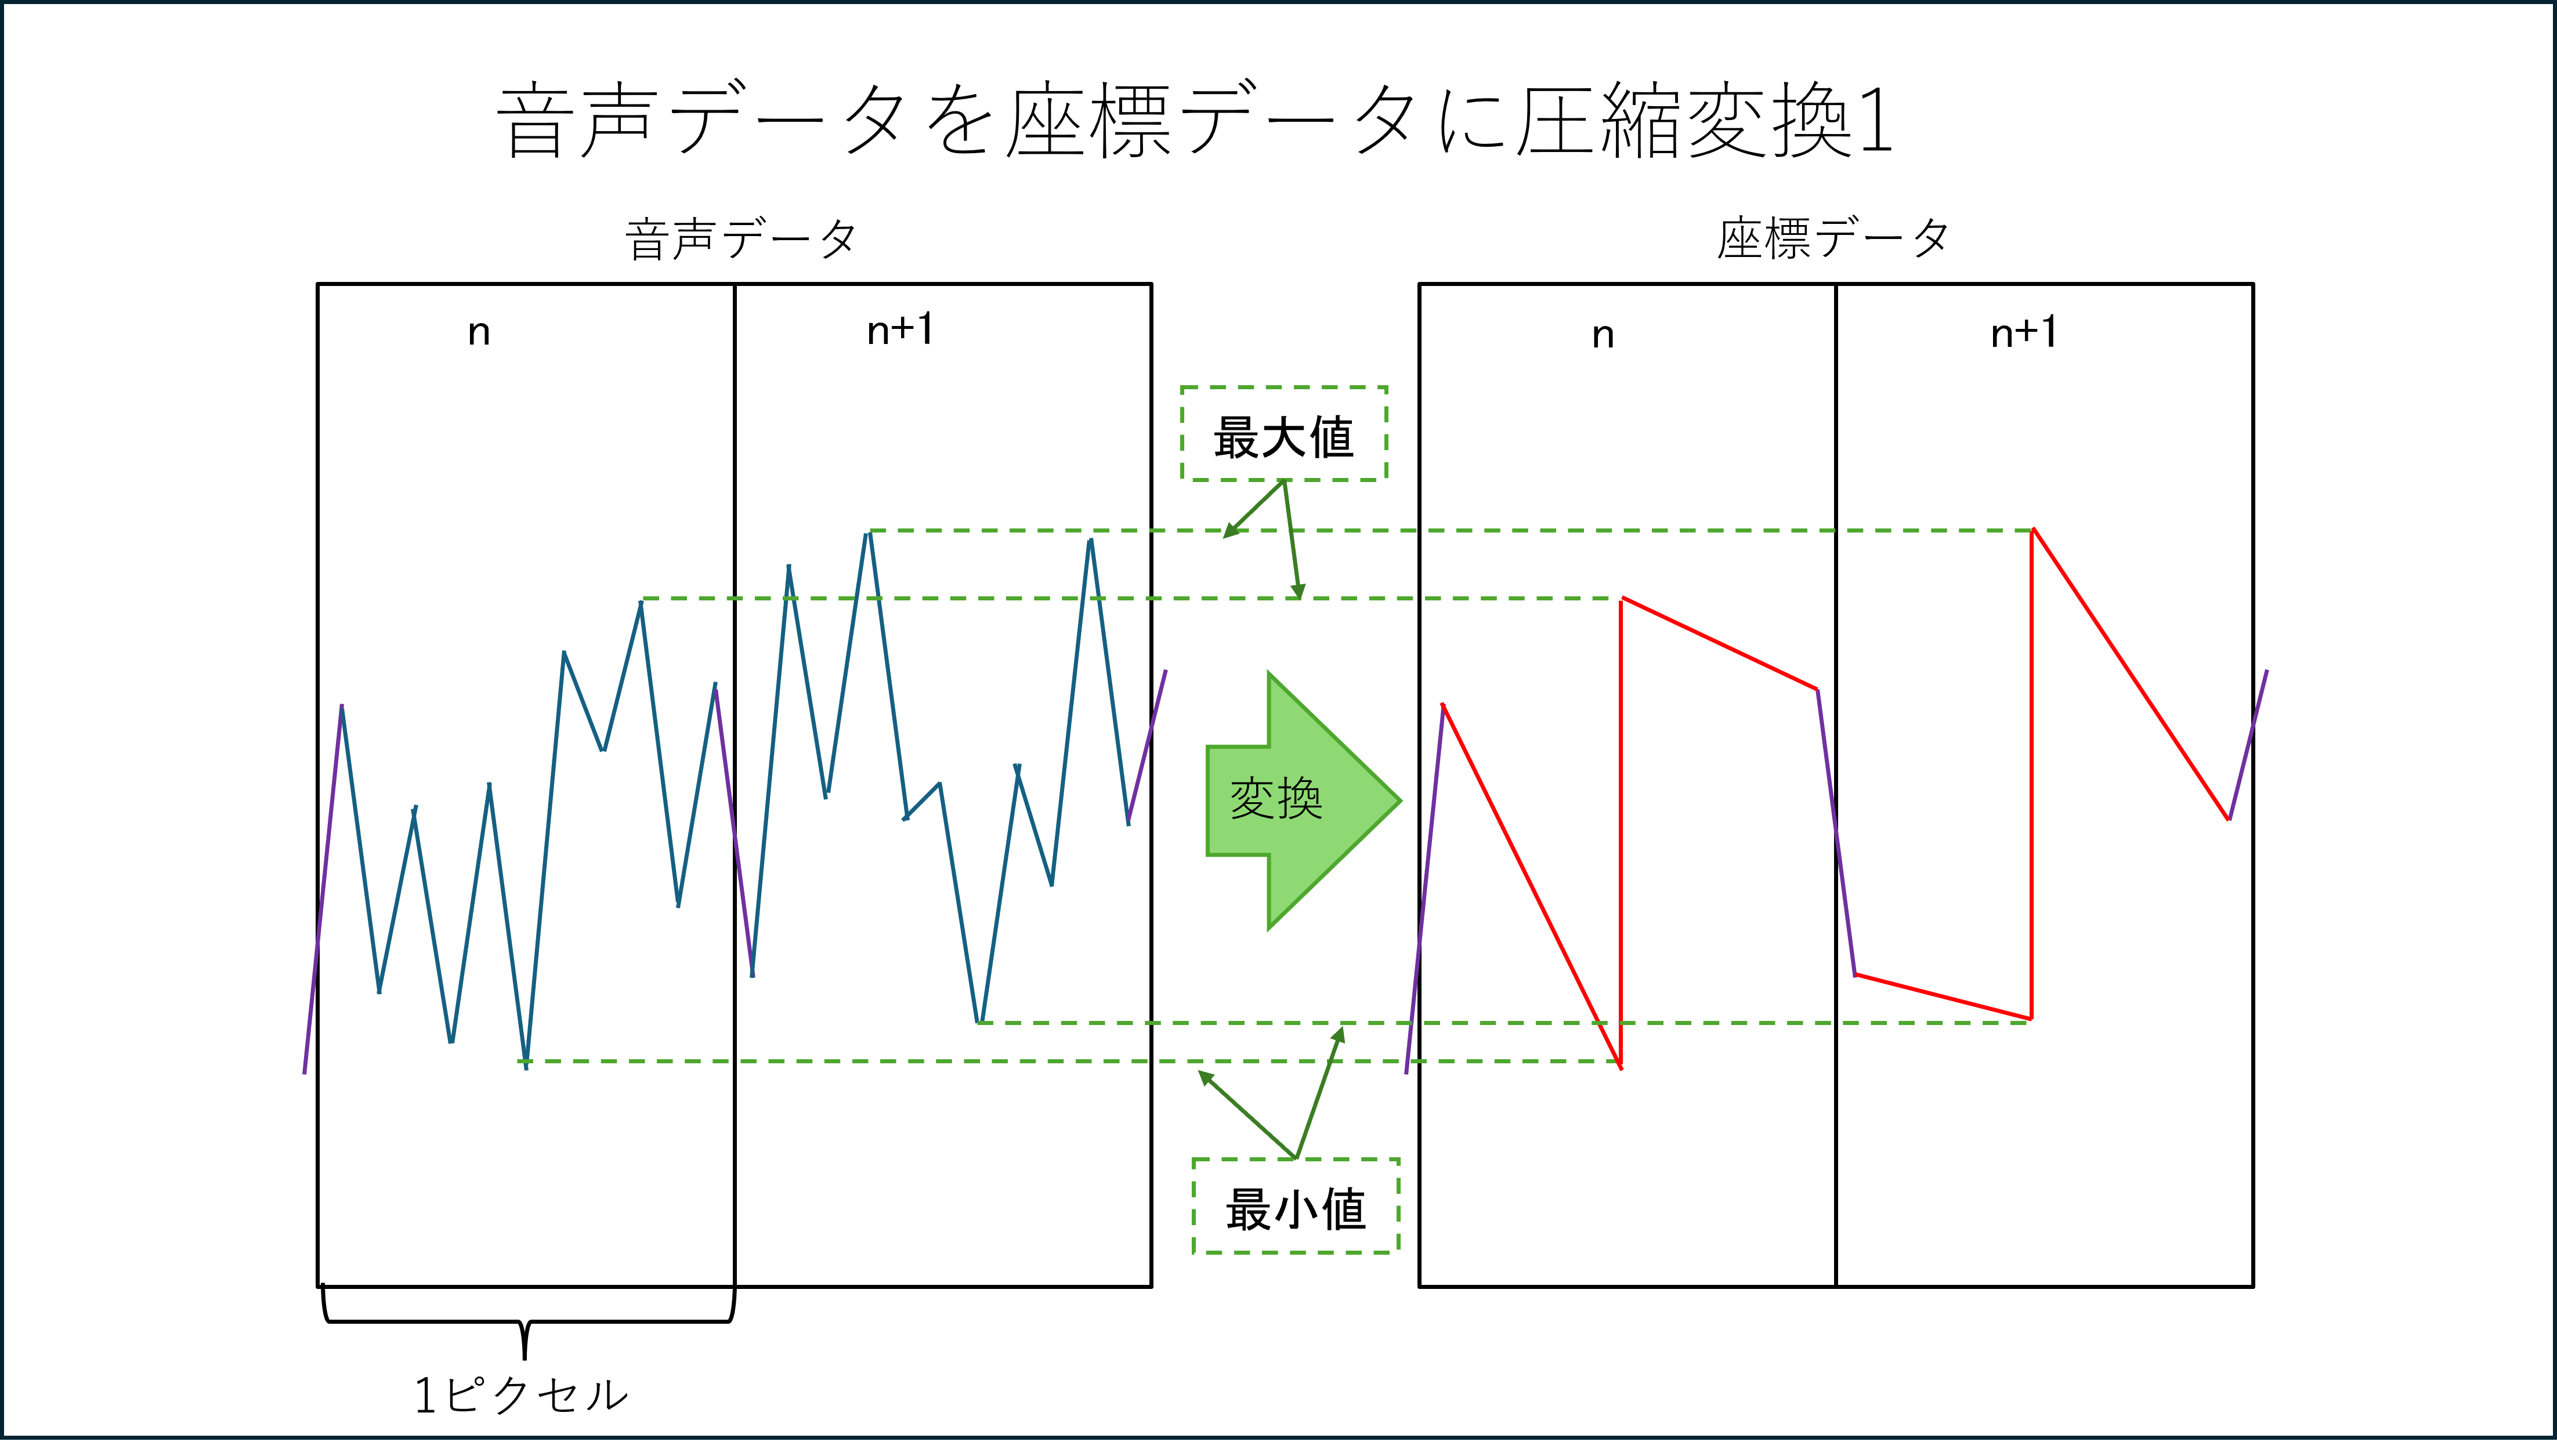 音声データを座標データに圧縮変換1
音声データ
座標データ
n
n+1
n
n+1
最大値
変換
最小値
1ピクセル